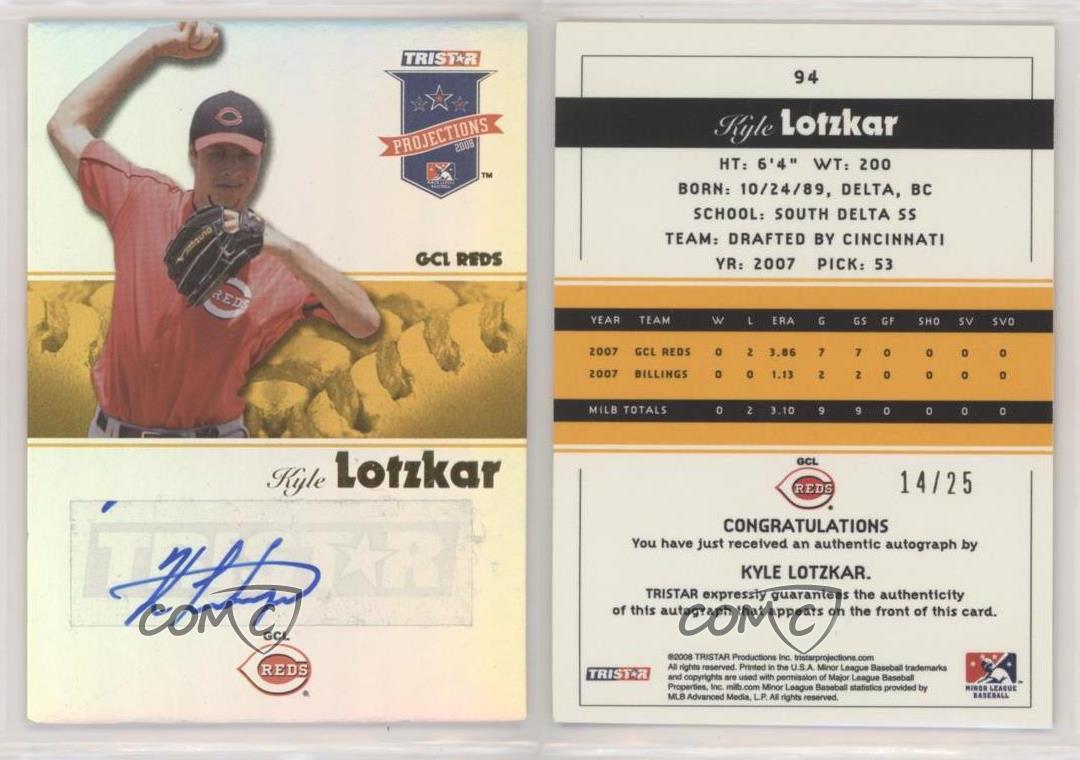 TRISTAR
PROJECTIONS
2008
MINOR LEAGUE
BASEBALL
™
GCL REDS
REDS
Kyle Lotzkar
TRISTAR
COMC
GCL
REDS
94
Kyle Lotzkar
HT: 6'4" WT: 200
BORN: 10/24/89, DELTA, BC
SCHOOL: SOUTH DELTA SS
TEAM: DRAFTED BY CINCINNATI
YR: 2007 PICK: 53
YEAR TEAM W L ERA G GS GF SHO SV SVO
2007 GCL REDS 0 2 3.86 7 7 0 0 0 0
2007 BILLINGS 0 0 1.13 2 2 0 0 0 0
MILB TOTALS 0 2 3.10 9 9 0 0 0 0
GCL
REDS
14/25
CONGRATULATIONS
You have just received an authentic autograph by
KYLE LOTZKAR.
TRISTAR expressly guarantees the authenticity
of this autograph that appears on the front of this card.
COMC
©2008 TRISTAR Productions Inc. tristarprojections.com
All rights reserved. Printed in the U.S.A. Minor League Baseball trademarks
and copyrights are used with permission of Major League Baseball
Properties, Inc. milb.com Minor League Baseball statistics provided by
MLB Advanced Media, L.P. All rights reserved.
TRISTAR
MINOR LEAGUE
BASEBALL